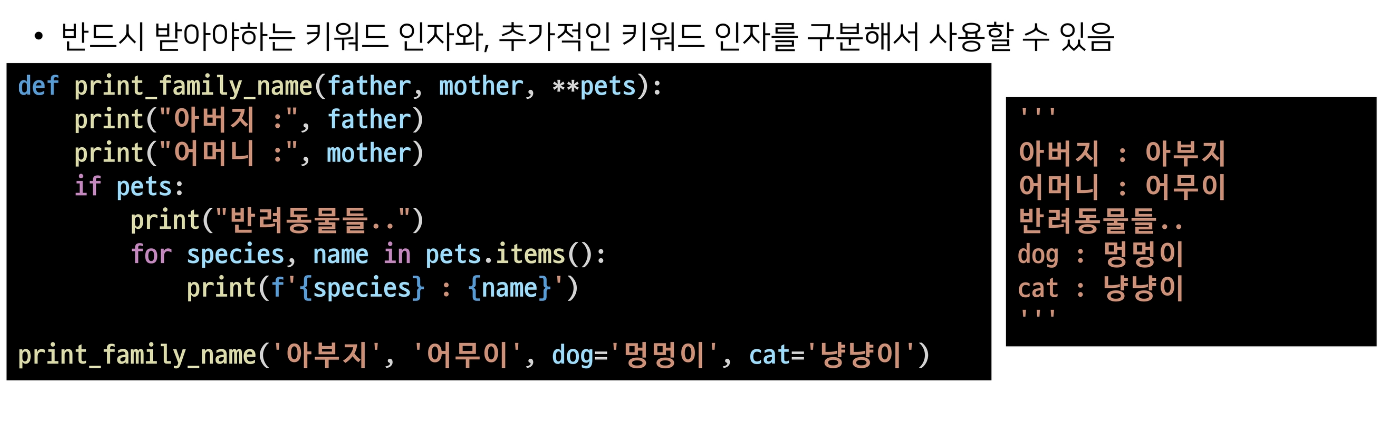 • 반드시 받아야하는 키워드 인자와, 추가적인 키워드 인자를 구분해서 사용할 수 있음
def print_family_name(father, mother, **pets):
    print("아버지 :", father)
    print("어머니 :", mother)
    if pets:
        print("반려동물들..")
        for species, name in pets.items():
            print(f'{species} : {name}')

print_family_name('아부지', '어무이', dog='멍멍이', cat='냥냥이')
'''
아버지 : 아부지
어머니 : 어무이
반려동물들..
dog : 멍멍이
cat : 냥냥이
'''